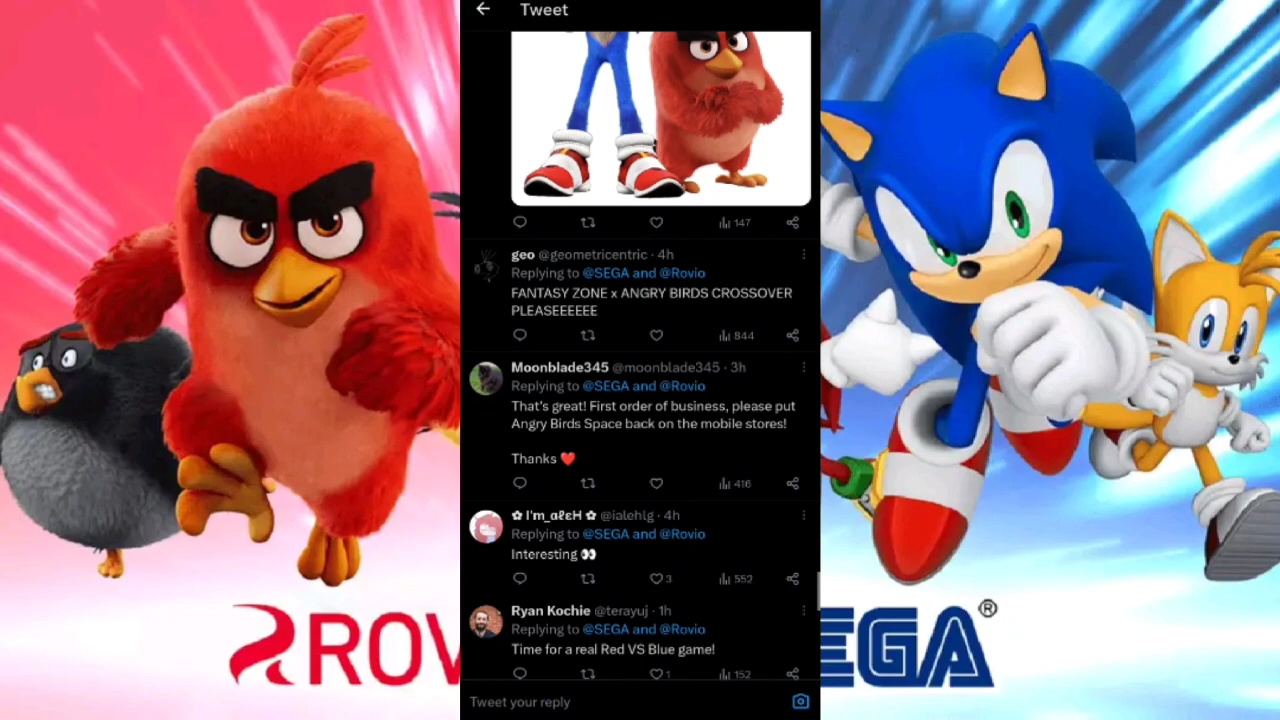 Tweet
147
geo @geometricentric · 4h
Replying to @SEGA and @Rovio
FANTASY ZONE x ANGRY BIRDS CROSSOVER
PLEASEEEEEE
844
Moonblade345 @moonblade345 · 3h
Replying to @SEGA and @Rovio
That's great! First order of business, please put
Angry Birds Space back on the mobile stores!
Thanks ❤️
416
✿ I'm_αℓεH ✿ @ialehlg · 4h
Replying to @SEGA and @Rovio
Interesting 👀
3 552
Ryan Kochie @terayuj · 1h
Replying to @SEGA and @Rovio
Time for a real Red VS Blue game!
1 152
Tweet your reply
ROV
EGA®